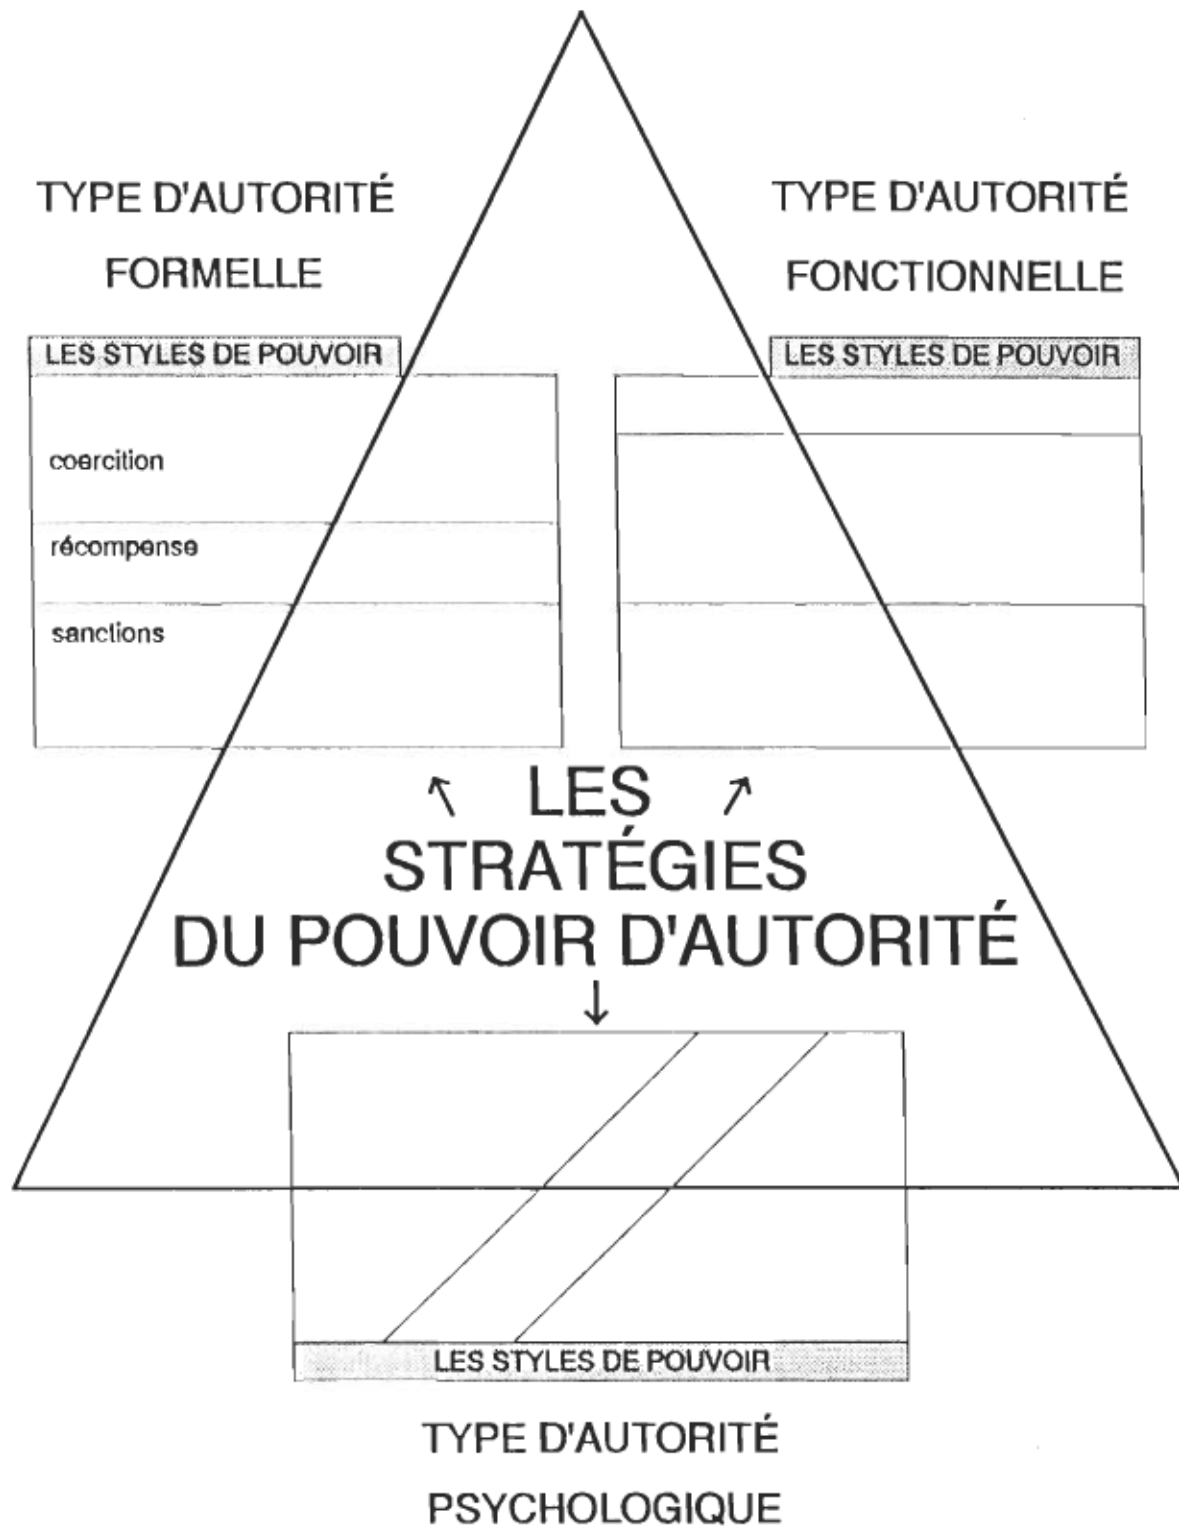 TYPE D'AUTORITÉ
FORMELLE
LES STYLES DE POUVOIR
coercition
récompense
sanctions
TYPE D'AUTORITÉ
FONCTIONNELLE
LES STYLES DE POUVOIR
LES
STRATÉGIES
DU POUVOIR D'AUTORITÉ
LES STYLES DE POUVOIR
TYPE D'AUTORITÉ
PSYCHOLOGIQUE